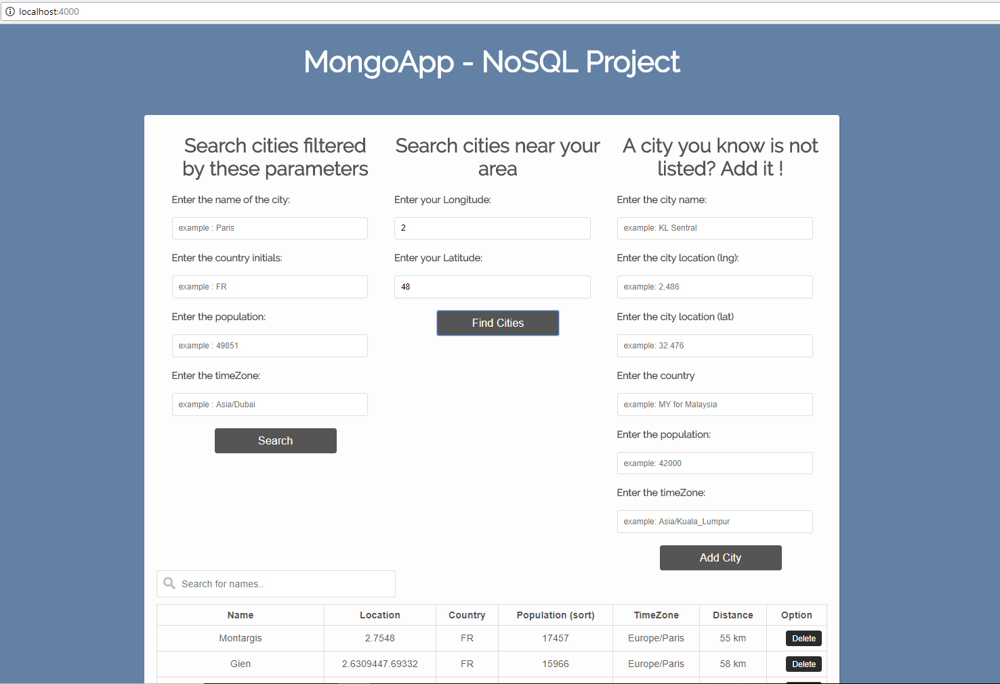 localhost:4000
MongoApp - NoSQL Project
Search cities filtered
by these parameters
Enter the name of the city:
example : Paris
Enter the country initials:
example : FR
Enter the population:
example : 49851
Enter the timeZone:
example : Asia/Dubai
Search
Search cities near your
area
Enter your Longitude:
2
Enter your Latitude:
48
Find Cities
A city you know is not
listed? Add it !
Enter the city name:
example: KL Sentral
Enter the city location (lng):
example: 2.486
Enter the city location (lat)
example: 32.476
Enter the country
example: MY for Malaysia
Enter the population:
example: 42000
Enter the timeZone:
example: Asia/Kuala_Lumpur
Add City
Search for names..
Name Location Country Population (sort) TimeZone Distance Option
Montargis 2.7548 FR 17457 Europe/Paris 55 km Delete
Gien 2.6309447.69332 FR 15966 Europe/Paris 58 km Delete